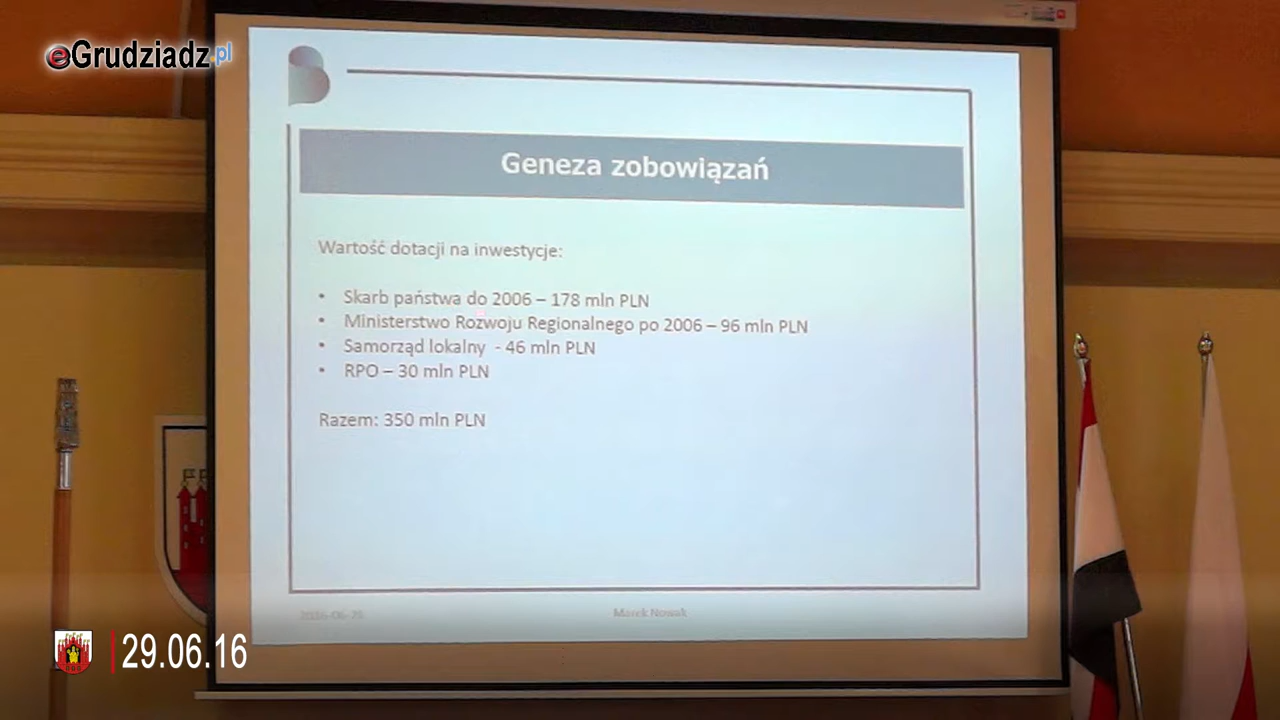 eGrudziadz.pl
Geneza zobowiązań
Wartość dotacji na inwestycje:
• Skarb państwa do 2006 – 178 mln PLN
• Ministerstwo Rozwoju Regionalnego po 2006 – 96 mln PLN
• Samorząd lokalny - 46 mln PLN
• RPO – 30 mln PLN
Razem: 350 mln PLN
Marek Nowak
29.06.16